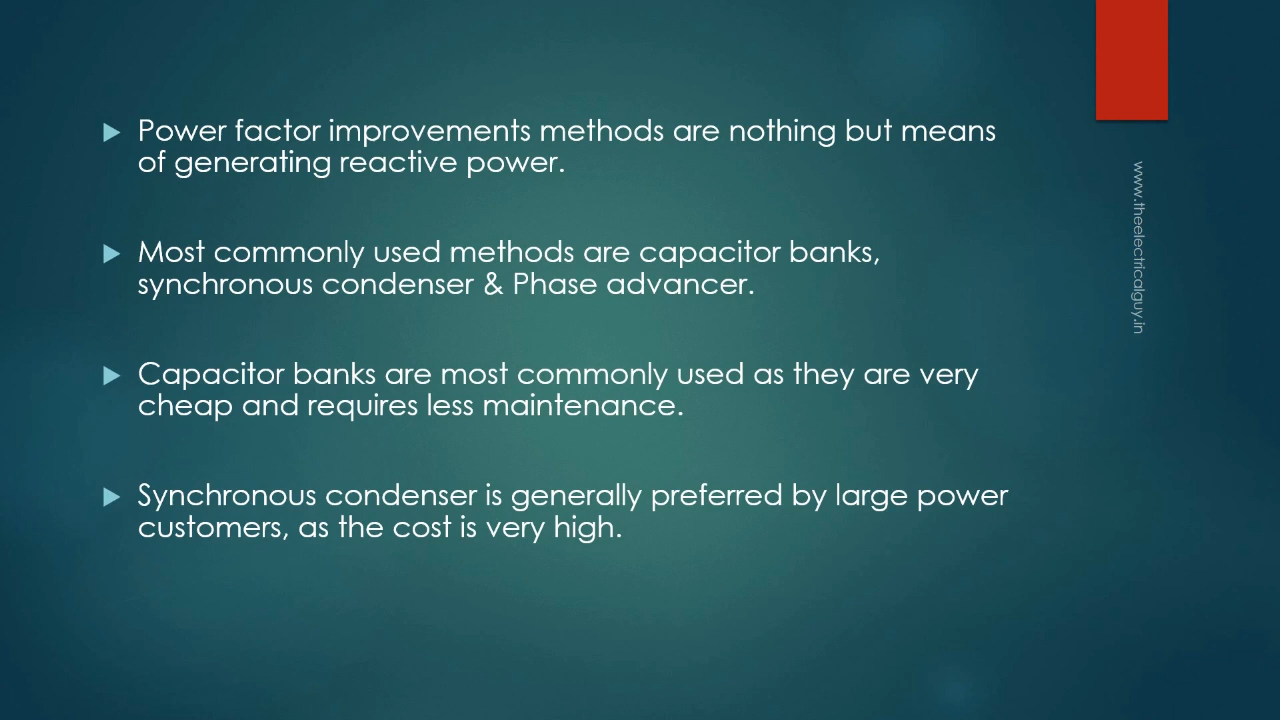 Power factor improvements methods are nothing but means
of generating reactive power.
Most commonly used methods are capacitor banks,
synchronous condenser & Phase advancer.
Capacitor banks are most commonly used as they are very
cheap and requires less maintenance.
Synchronous condenser is generally preferred by large power
customers, as the cost is very high.
www.theelectricalguy.in